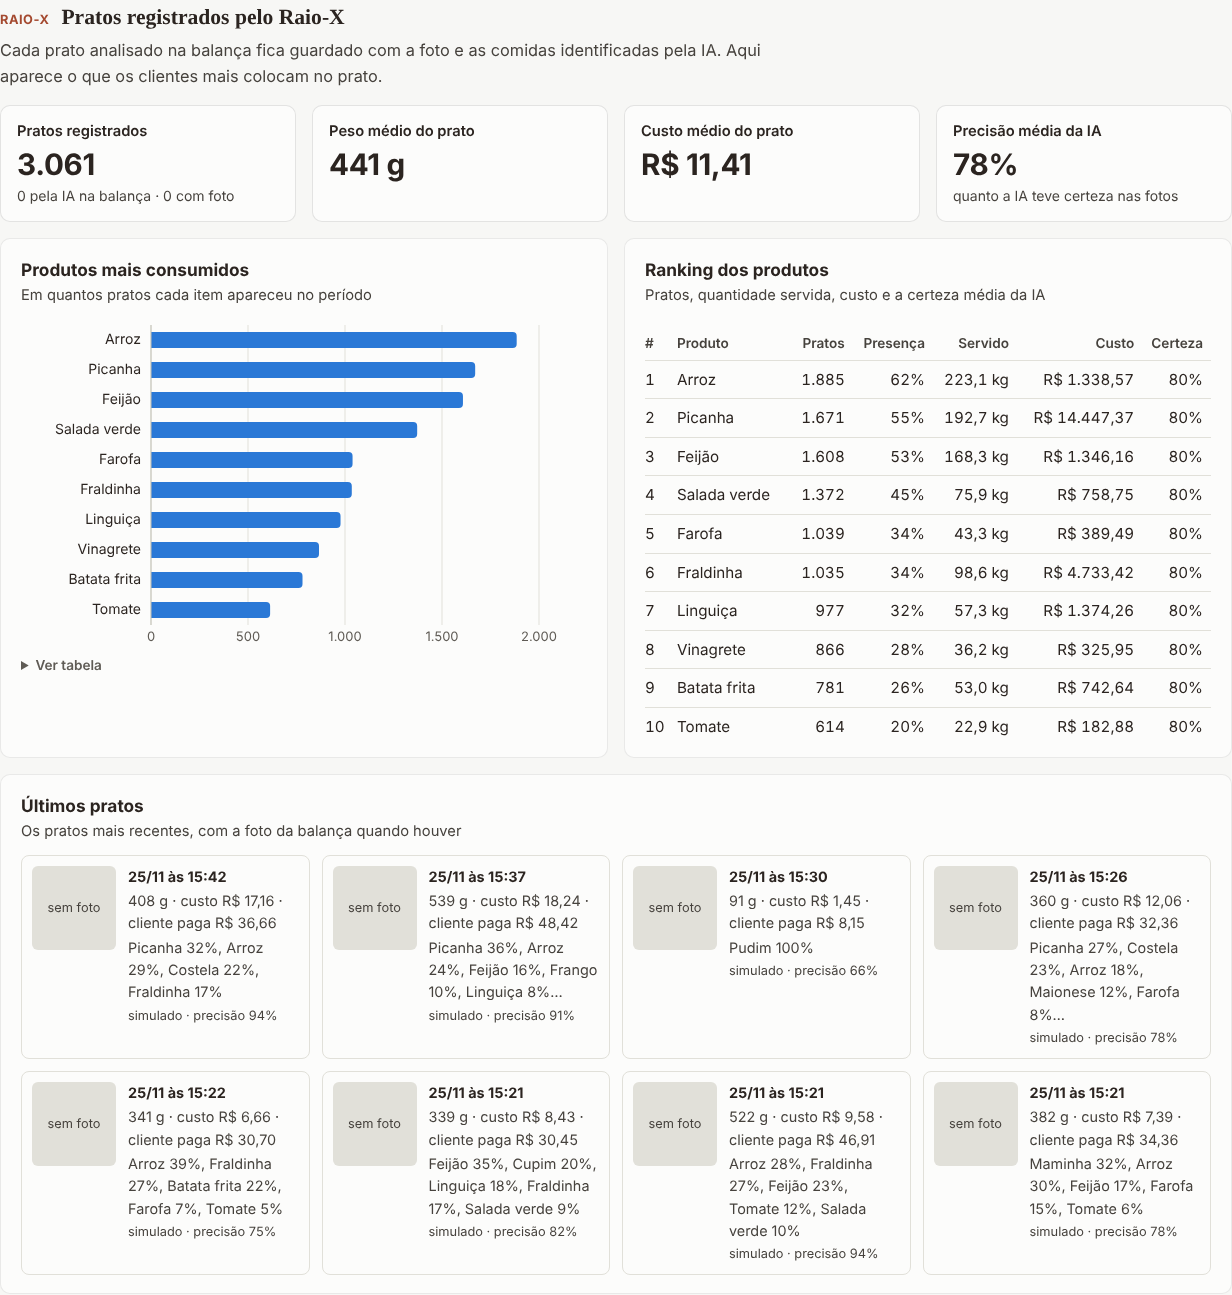 RAIO-X Pratos registrados pelo Raio-X
Cada prato analisado na balança fica guardado com a foto e as comidas identificadas pela IA. Aqui
aparece o que os clientes mais colocam no prato.
Pratos registrados
3.061
0 pela IA na balança · 0 com foto
Peso médio do prato
441 g
Custo médio do prato
R$ 11,41
Precisão média da IA
78%
quanto a IA teve certeza nas fotos
Produtos mais consumidos
Em quantos pratos cada item apareceu no período
Arroz
Picanha
Feijão
Salada verde
Farofa
Fraldinha
Linguiça
Vinagrete
Batata frita
Tomate
0 500 1.000 1.500 2.000
▶ Ver tabela
Ranking dos produtos
Pratos, quantidade servida, custo e a certeza média da IA
# Produto Pratos Presença Servido Custo Certeza
1 Arroz 1.885 62% 223,1 kg R$ 1.338,57 80%
2 Picanha 1.671 55% 192,7 kg R$ 14.447,37 80%
3 Feijão 1.608 53% 168,3 kg R$ 1.346,16 80%
4 Salada verde 1.372 45% 75,9 kg R$ 758,75 80%
5 Farofa 1.039 34% 43,3 kg R$ 389,49 80%
6 Fraldinha 1.035 34% 98,6 kg R$ 4.733,42 80%
7 Linguiça 977 32% 57,3 kg R$ 1.374,26 80%
8 Vinagrete 866 28% 36,2 kg R$ 325,95 80%
9 Batata frita 781 26% 53,0 kg R$ 742,64 80%
10 Tomate 614 20% 22,9 kg R$ 182,88 80%
Últimos pratos
Os pratos mais recentes, com a foto da balança quando houver
sem foto
25/11 às 15:42
408 g · custo R$ 17,16 ·
cliente paga R$ 36,66
Picanha 32%, Arroz
29%, Costela 22%,
Fraldinha 17%
simulado · precisão 94%
sem foto
25/11 às 15:37
539 g · custo R$ 18,24 ·
cliente paga R$ 48,42
Picanha 36%, Arroz
24%, Feijão 16%, Frango
10%, Linguiça 8%...
simulado · precisão 91%
sem foto
25/11 às 15:30
91 g · custo R$ 1,45 ·
cliente paga R$ 8,15
Pudim 100%
simulado · precisão 66%
sem foto
25/11 às 15:26
360 g · custo R$ 12,06 ·
cliente paga R$ 32,36
Picanha 27%, Costela
23%, Arroz 18%,
Maionese 12%, Farofa
8%...
simulado · precisão 78%
sem foto
25/11 às 15:22
341 g · custo R$ 6,66 ·
cliente paga R$ 30,70
Arroz 39%, Fraldinha
27%, Batata frita 22%,
Farofa 7%, Tomate 5%
simulado · precisão 75%
sem foto
25/11 às 15:21
339 g · custo R$ 8,43 ·
cliente paga R$ 30,45
Feijão 35%, Cupim 20%,
Linguiça 18%, Fraldinha
17%, Salada verde 9%
simulado · precisão 82%
sem foto
25/11 às 15:21
522 g · custo R$ 9,58 ·
cliente paga R$ 46,91
Arroz 28%, Fraldinha
27%, Feijão 23%,
Tomate 12%, Salada
verde 10%
simulado · precisão 94%
sem foto
25/11 às 15:21
382 g · custo R$ 7,39 ·
cliente paga R$ 34,36
Maminha 32%, Arroz
30%, Feijão 17%, Farofa
15%, Tomate 6%
simulado · precisão 78%